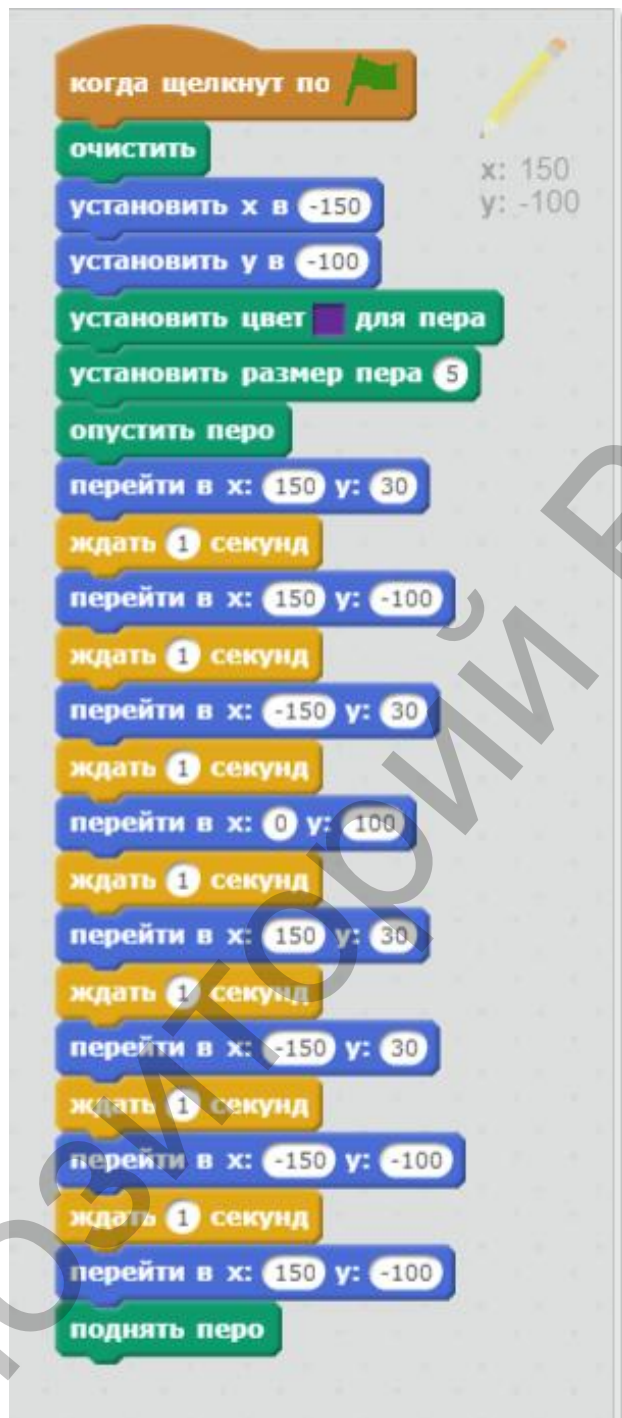 когда щелкнут по
очистить
x: 150
y: -100
установить x в -150
установить y в -100
установить цвет для пера
установить размер пера 5
опустить перо
перейти в x: 150 y: 30
ждать 1 секунд
перейти в x: 150 y: -100
ждать 1 секунд
перейти в x: -150 y: 30
ждать 1 секунд
перейти в x: 0 y: 100
ждать 1 секунд
перейти в x: 150 y: 30
ждать 1 секунд
перейти в x: -150 y: 30
ждать 1 секунд
перейти в x: -150 y: -100
ждать 1 секунд
перейти в x: 150 y: -100
поднять перо